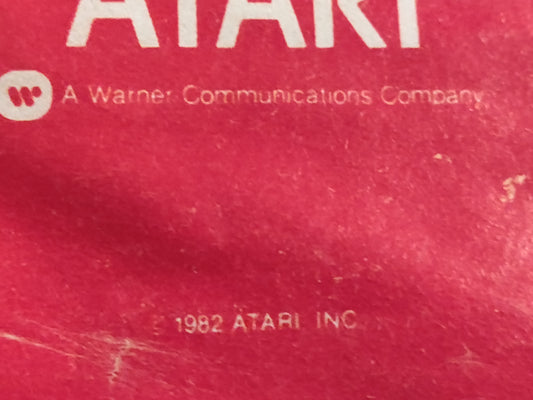 ATARI
A Warner Communications Company
© 1982 ATARI INC.